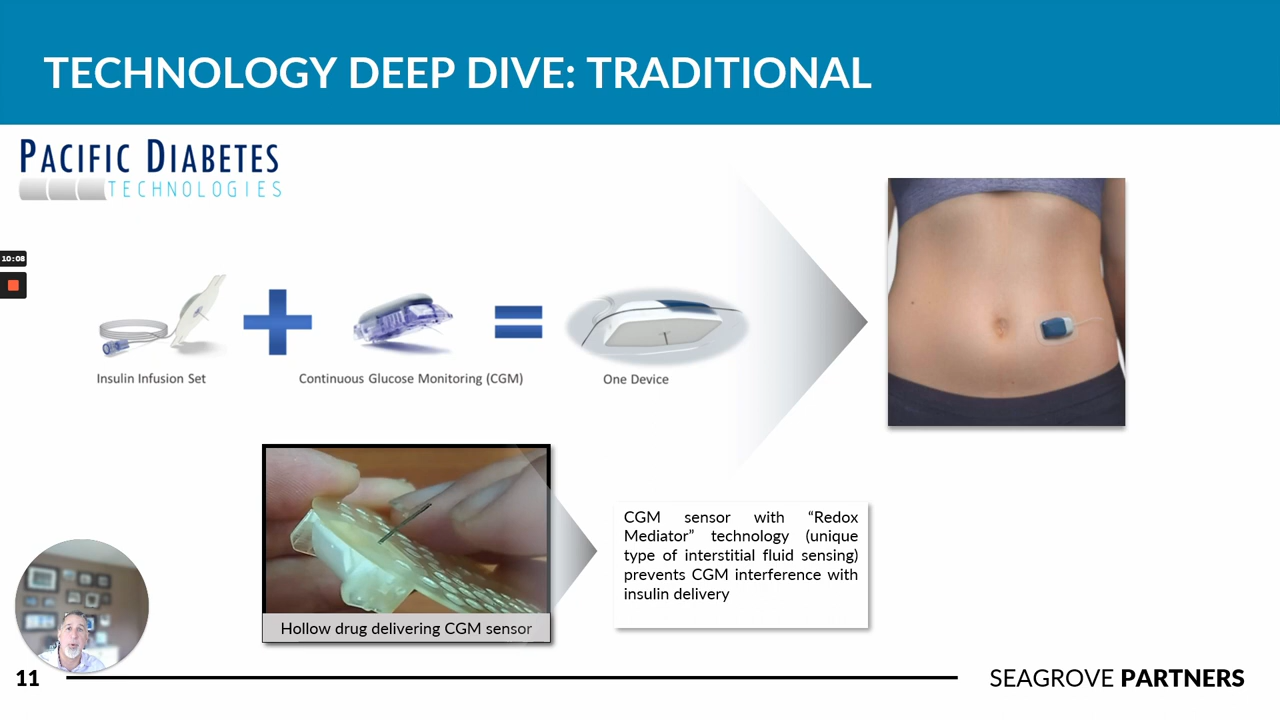 TECHNOLOGY DEEP DIVE: TRADITIONAL
PACIFIC DIABETES
TECHNOLOGIES
10:08
Insulin Infusion Set
Continuous Glucose Monitoring (CGM)
One Device
Hollow drug delivering CGM sensor
CGM sensor with “Redox
Mediator” technology (unique
type of interstitial fluid sensing)
prevents CGM interference with
insulin delivery
11
SEAGROVE PARTNERS